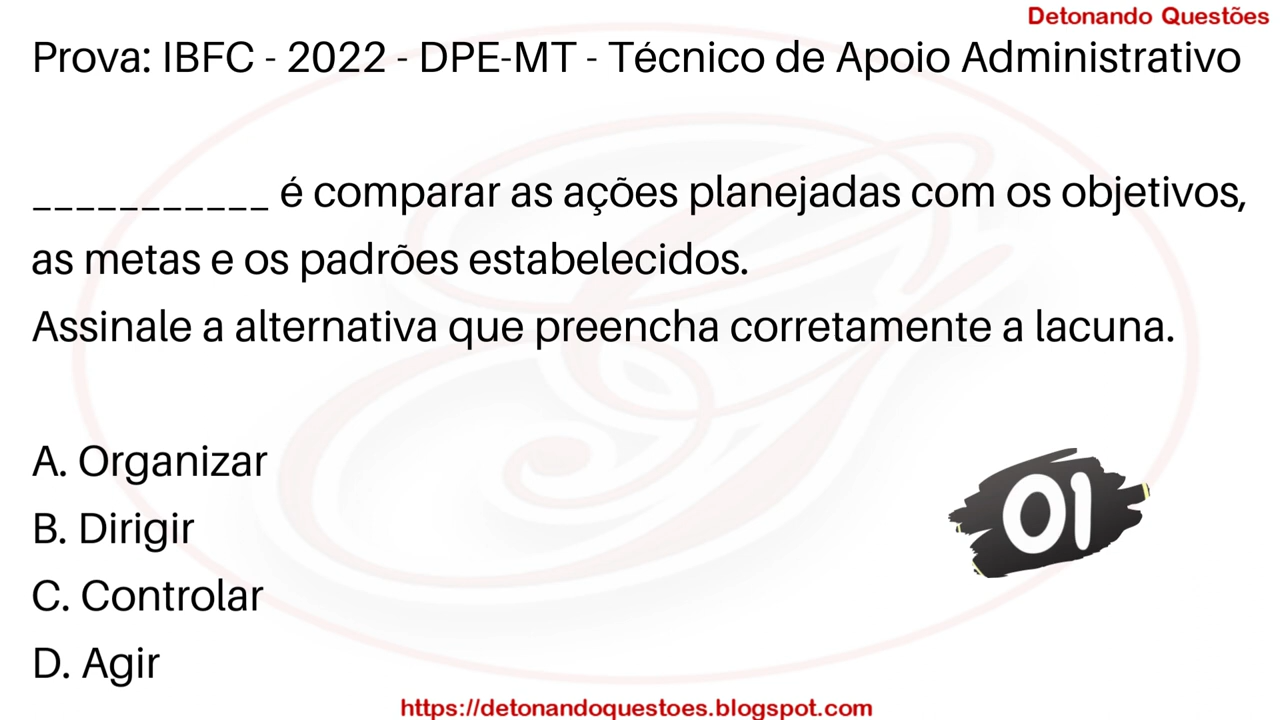 Detonando Questões
Prova: IBFC - 2022 - DPE-MT - Técnico de Apoio Administrativo
___________ é comparar as ações planejadas com os objetivos,
as metas e os padrões estabelecidos.
Assinale a alternativa que preencha corretamente a lacuna.
A. Organizar
B. Dirigir
C. Controlar
D. Agir
01
https://detonandoquestoes.blogspot.com